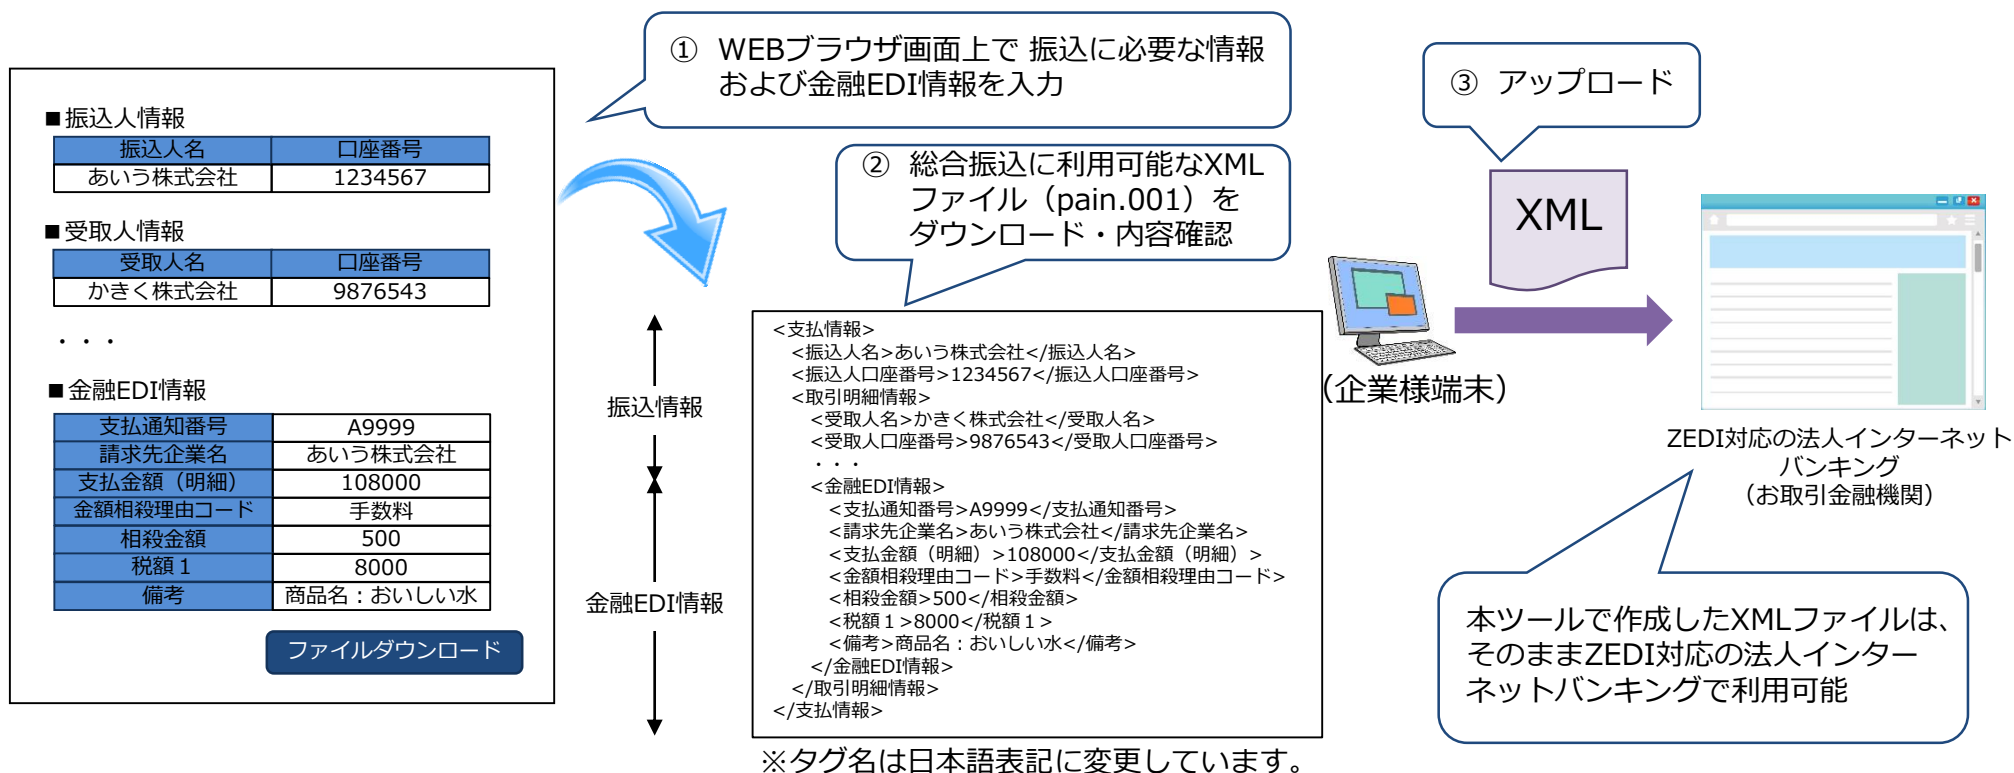 ① WEBブラウザ画面上で 振込に必要な情報
および金融EDI情報を入力
■振込人情報
振込人名 口座番号
あいう株式会社 1234567
■受取人情報
受取人名 口座番号
かきく株式会社 9876543
・・・
■金融EDI情報
支払通知番号 A9999
請求先企業名 あいう株式会社
支払金額（明細） 108000
金額相殺理由コード 手数料
相殺金額 500
税額１ 8000
備考 商品名：おいしい水
ファイルダウンロード
② 総合振込に利用可能なXML
ファイル（pain.001）を
ダウンロード・内容確認
振込情報
金融EDI情報
<支払情報>
<振込人名>あいう株式会社</振込人名>
<振込人口座番号>1234567</振込人口座番号>
<取引明細情報>
<受取人名>かきく株式会社</受取人名>
<受取人口座番号>9876543</受取人口座番号>
・・・
<金融EDI情報>
<支払通知番号>A9999</支払通知番号>
<請求先企業名>あいう株式会社</請求先企業名>
<支払金額（明細）>108000</支払金額（明細）>
<金額相殺理由コード>手数料</金額相殺理由コード>
<相殺金額>500</相殺金額>
<税額１>8000</税額１>
<備考>商品名：おいしい水</備考>
</金融EDI情報>
</取引明細情報>
</支払情報>
※タグ名は日本語表記に変更しています。
③ アップロード
XML
（企業様端末）
ZEDI対応の法人インターネット
バンキング
（お取引金融機関）
本ツールで作成したXMLファイルは、
そのままZEDI対応の法人インター
ネットバンキングで利用可能